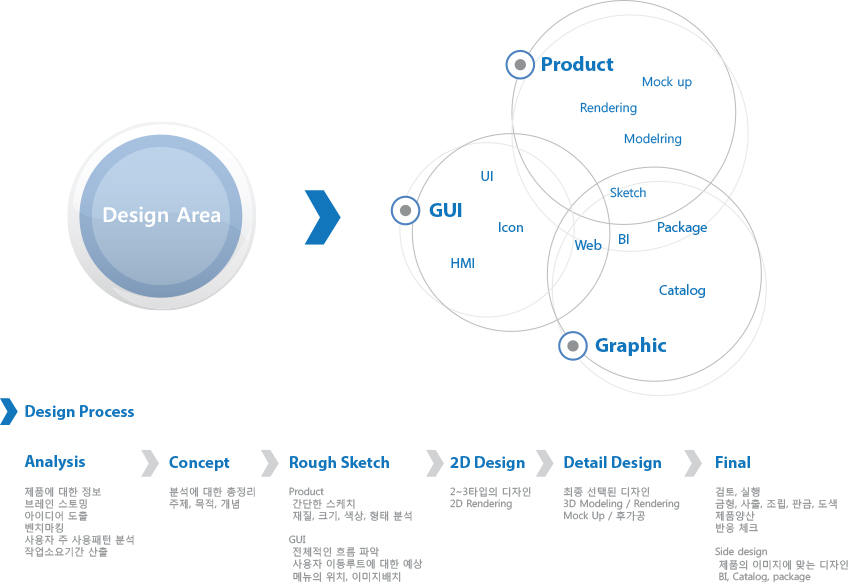 Design Area
Product
Mock up
Rendering
Modelring
Sketch
UI
GUI
Icon
HMI
Web
BI
Package
Catalog
Graphic
Design Process
Analysis
제품에 대한 정보
브레인 스토밍
아이디어 도출
벤치마킹
사용자 주 사용패턴 분석
작업소요기간 산출
Concept
분석에 대한 총정리
주제, 목적, 개념
Rough Sketch
Product
간단한 스케치
재질, 크기, 색상, 형태 분석
GUI
전체적인 흐름 파악
사용자 이동루트에 대한 예상
메뉴의 위치, 이미지배치
2D Design
2~3타입의 디자인
2D Rendering
Detail Design
최종 선택된 디자인
3D Modeling / Rendering
Mock Up / 후가공
Final
검토, 실행
금형, 사출, 조립, 판금, 도색
제품양산
반응 체크
Side design
제품의 이미지에 맞는 디자인
BI, Catalog, package